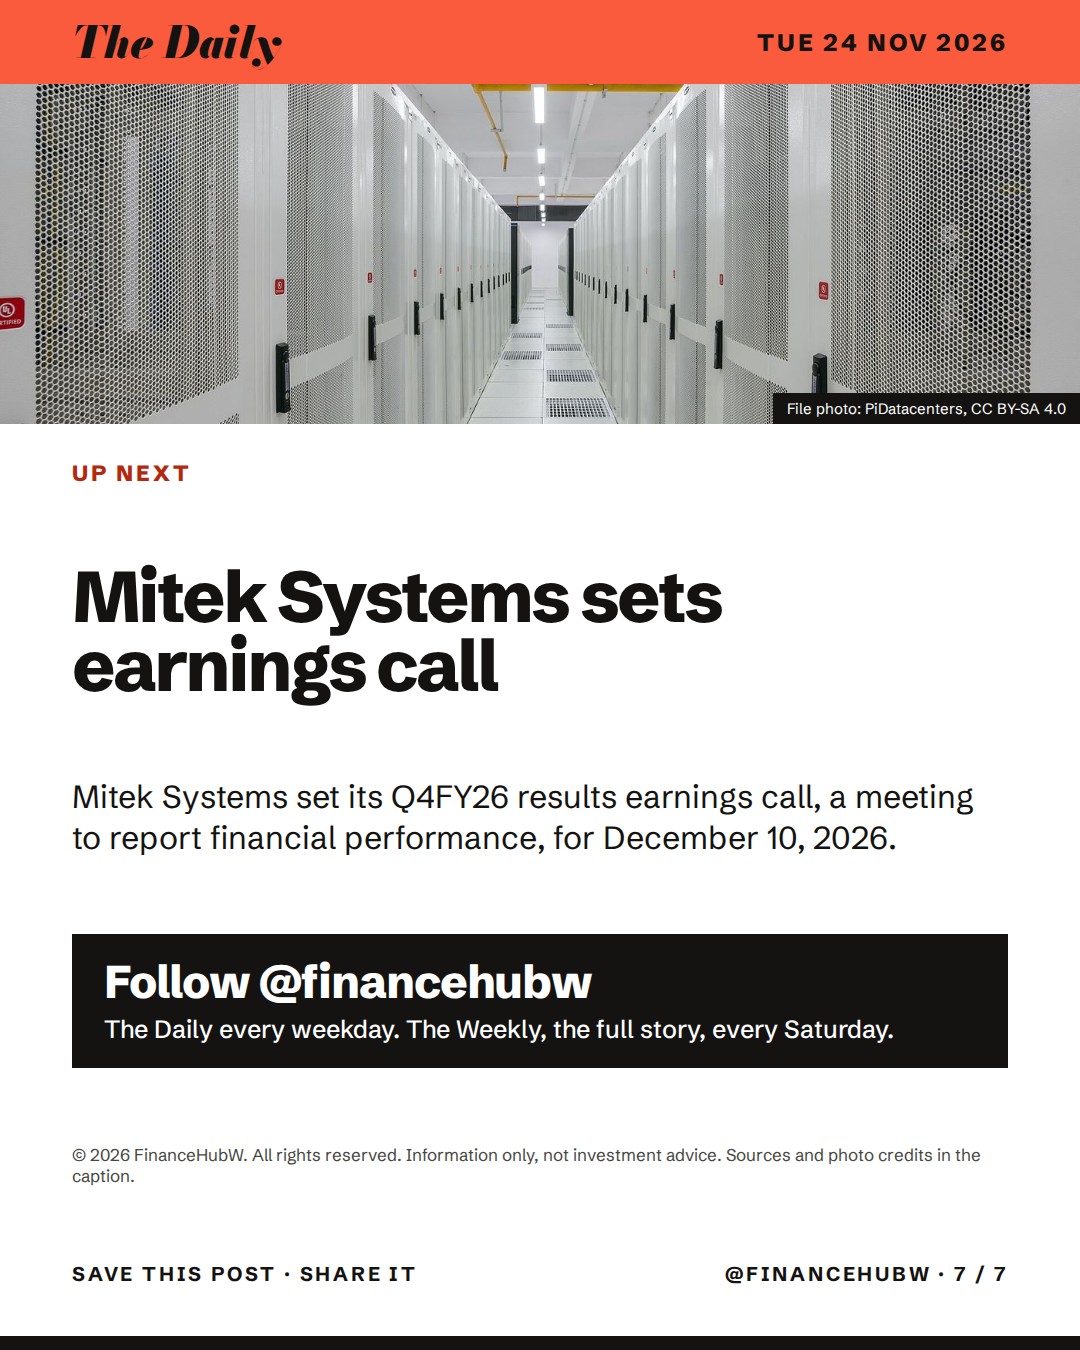 The Daily
TUE 24 NOV 2026
UL
File photo: PiDatacenters, CC BY-SA 4.0
UP NEXT
Mitek Systems sets
earnings call
Mitek Systems set its Q4FY26 results earnings call, a meeting
to report financial performance, for December 10, 2026.
Follow @financehubw
The Daily every weekday. The Weekly, the full story, every Saturday.
© 2026 FinanceHubW. All rights reserved. Information only, not investment advice. Sources and photo credits in the
caption.
SAVE THIS POST · SHARE IT
@FINANCEHUBW · 7 / 7